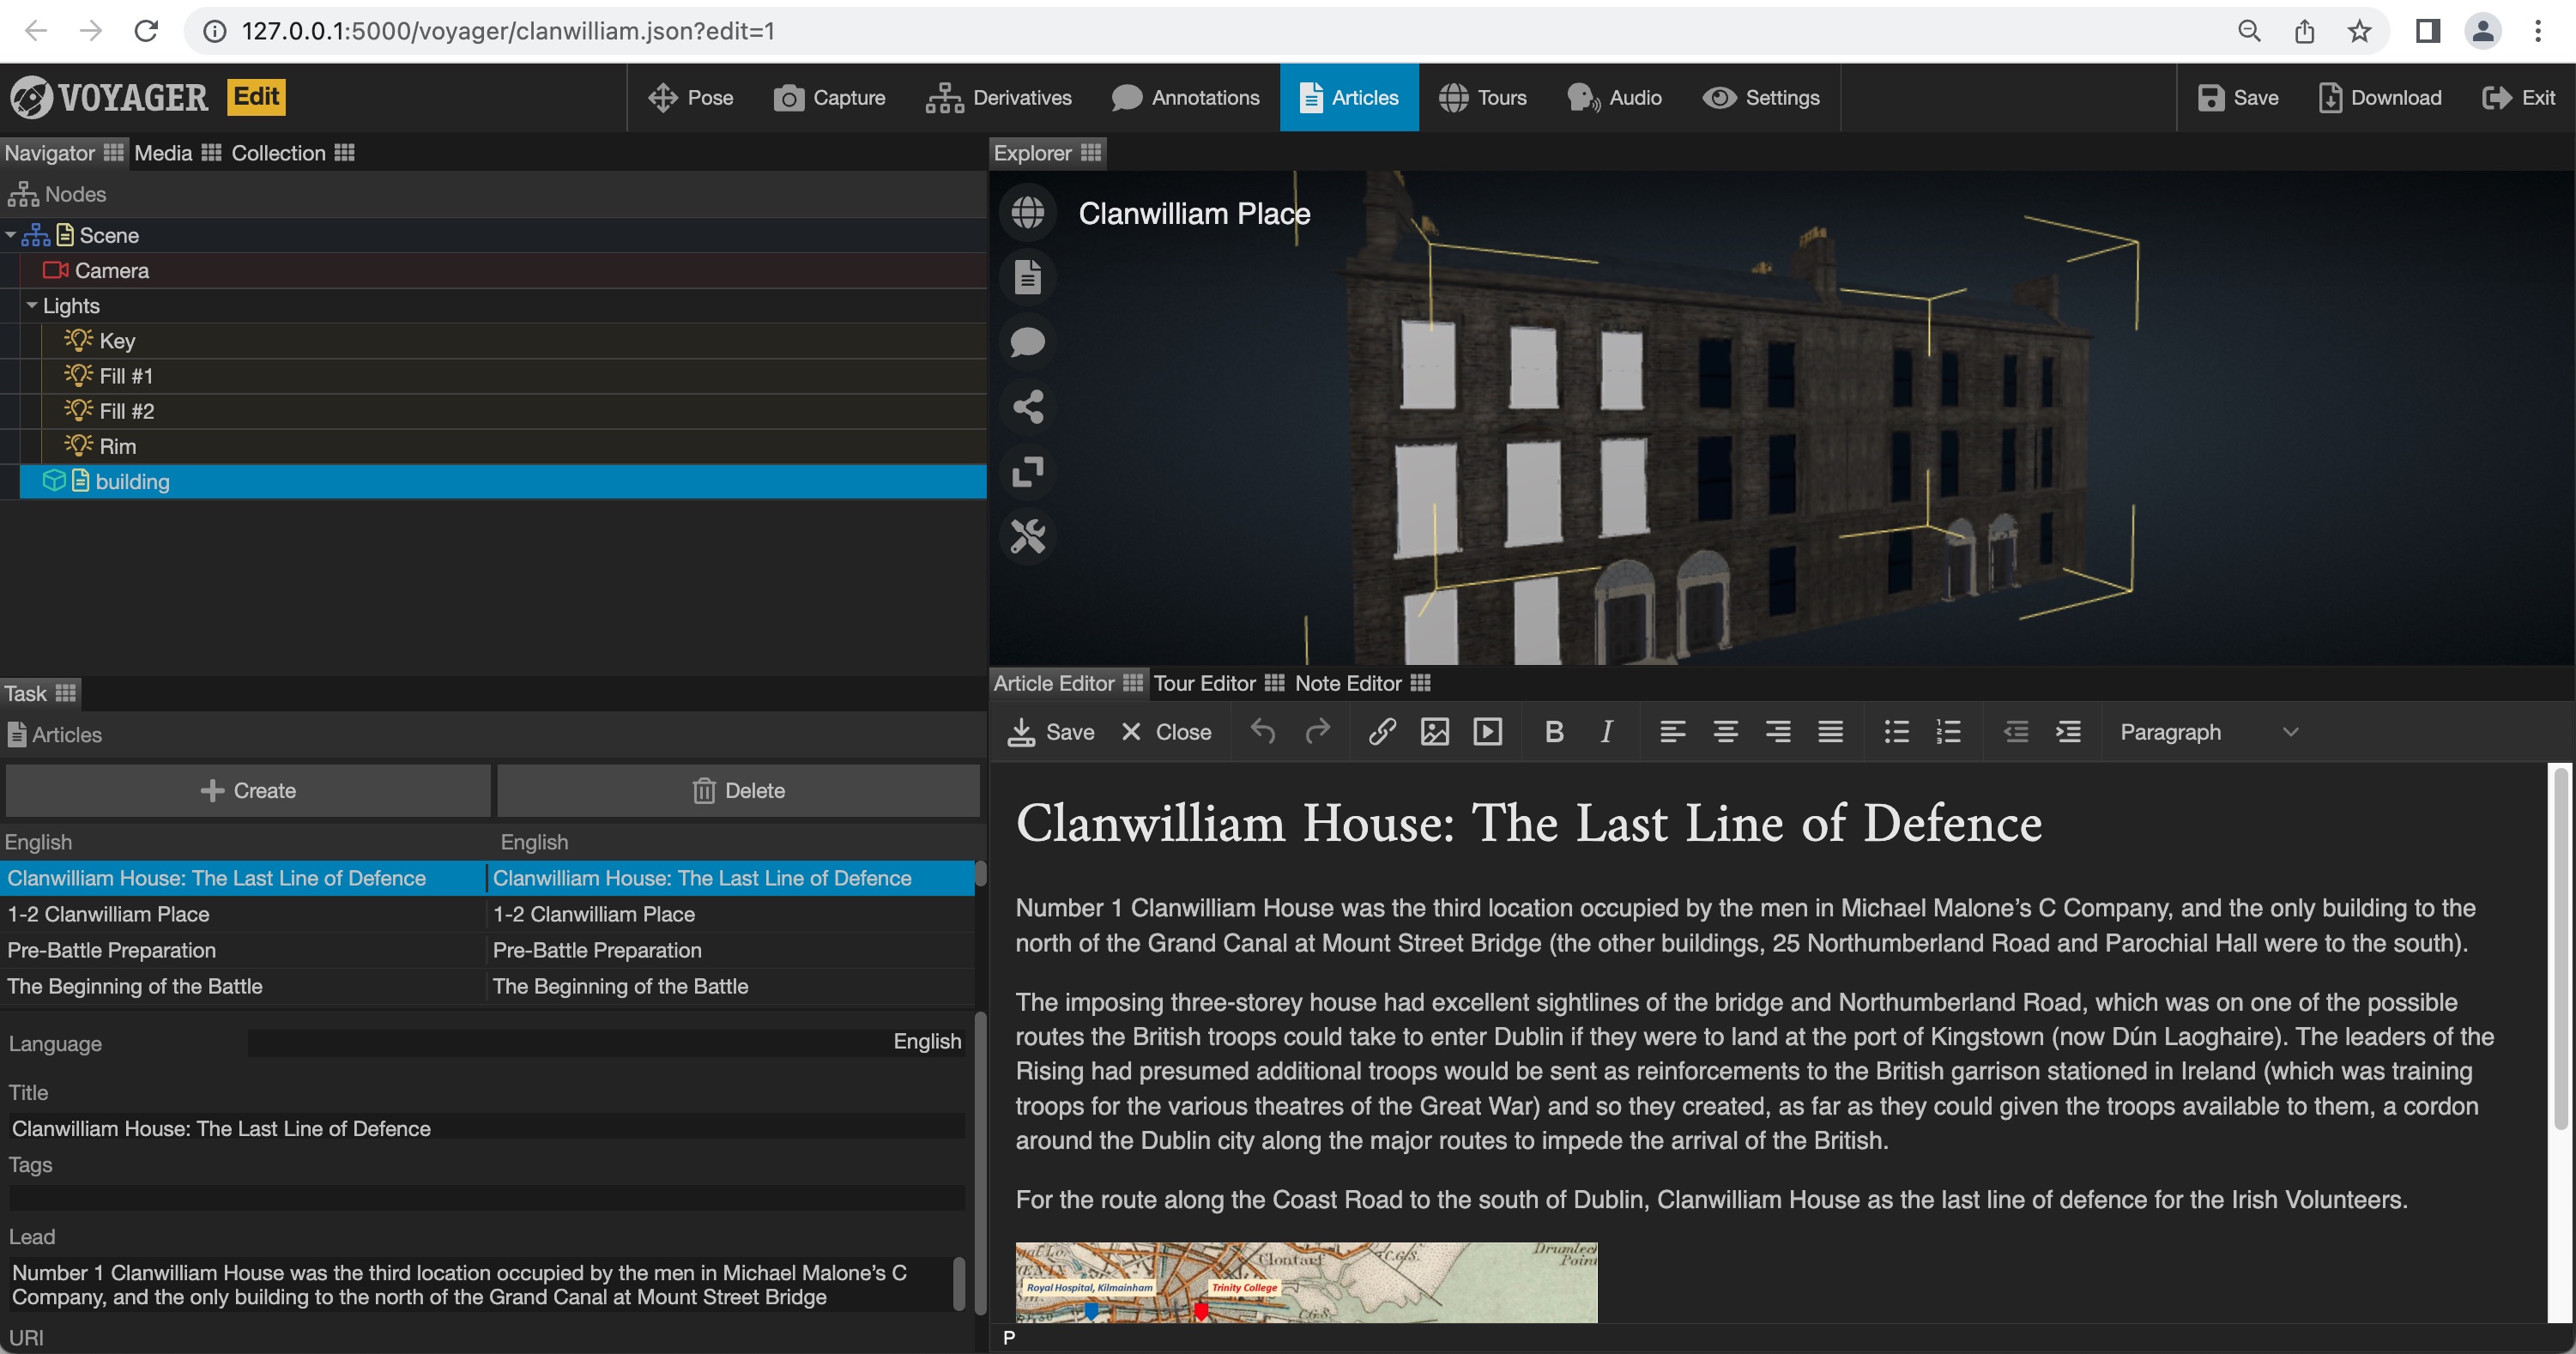 127.0.0.1:5000/voyager/clanwilliam.json?edit=1
VOYAGER Edit
Pose
Capture
Derivatives
Annotations
Articles
Tours
Audio
Settings
Save
Download
Exit
Navigator
Media
Collection
Nodes
Scene
Camera
Lights
Key
Fill #1
Fill #2
Rim
building
Explorer
Clanwilliam Place
Task
Articles
Create
Delete
English English
Clanwilliam House: The Last Line of Defence Clanwilliam House: The Last Line of Defence
1-2 Clanwilliam Place 1-2 Clanwilliam Place
Pre-Battle Preparation Pre-Battle Preparation
The Beginning of the Battle The Beginning of the Battle
Language English
Title
Clanwilliam House: The Last Line of Defence
Tags
Lead
Number 1 Clanwilliam House was the third location occupied by the men in Michael Malone’s C
Company, and the only building to the north of the Grand Canal at Mount Street Bridge
URI
Article Editor
Tour Editor
Note Editor
Save
Close
B I
Paragraph
Clanwilliam House: The Last Line of Defence
Number 1 Clanwilliam House was the third location occupied by the men in Michael Malone’s C Company, and the only building to the
north of the Grand Canal at Mount Street Bridge (the other buildings, 25 Northumberland Road and Parochial Hall were to the south).
The imposing three-storey house had excellent sightlines of the bridge and Northumberland Road, which was on one of the possible
routes the British troops could take to enter Dublin if they were to land at the port of Kingstown (now Dún Laoghaire). The leaders of the
Rising had presumed additional troops would be sent as reinforcements to the British garrison stationed in Ireland (which was training
troops for the various theatres of the Great War) and so they created, as far as they could given the troops available to them, a cordon
around the Dublin city along the major routes to impede the arrival of the British.
For the route along the Coast Road to the south of Dublin, Clanwilliam House as the last line of defence for the Irish Volunteers.
Clontarf
C.G.S.
Point
Royal Hospital, Kilmainham
Trinity College
C.G.S.
P